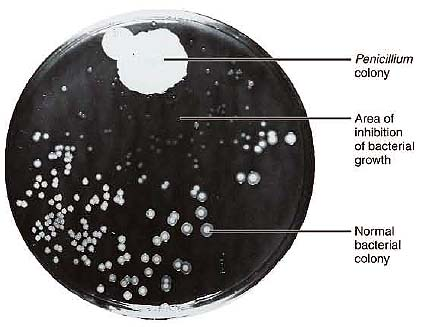 Penicillium
colony
Area of
inhibition
of bacterial
growth
Normal
bacterial
colony